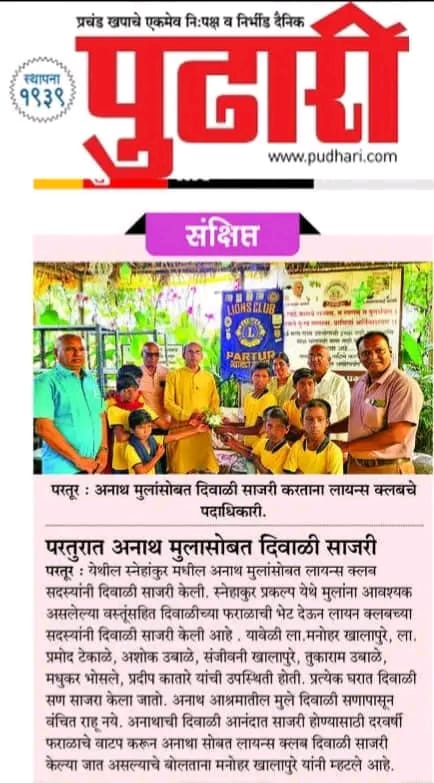 प्रचंड खपाचे एकमेव नि:पक्ष व निर्भीड दैनिक
स्थापना
१९३९
पुढारी
www.pudhari.com
संक्षिप्त
LIONS CLUB
PARTUR
परतूर : अनाथ मुलांसोबत दिवाळी साजरी करताना लायन्स क्लबचे
पदाधिकारी.
परतुरात अनाथ मुलासोबत दिवाळी साजरी
परतूर : येथील स्नेहांकुर मधील अनाथ मुलांसोबत लायन्स क्लब
सदस्यांनी दिवाळी साजरी केली. स्नेहाकुर प्रकल्प येथे मुलांना आवश्यक
असलेल्या वस्तूंसहित दिवाळीच्या फराळाची भेट देऊन लायन क्लबच्या
सदस्यांनी दिवाळी साजरी केली आहे . यावेळी ला.मनोहर खालापुरे, ला.
प्रमोद टेकाळे, अशोक उबाळे, संजीवनी खालापुरे, तुकाराम उबाळे,
मधुकर भोसले, प्रदीप कातारे यांची उपस्थिती होती. प्रत्येक घरात दिवाळी
सण साजरा केला जातो. अनाथ आश्रमातील मुले दिवाळी सणापासून
वंचित राहू नये. अनाथाची दिवाळी आनंदात साजरी होण्यासाठी दरवर्षी
फराळाचे वाटप करून अनाथा सोबत लायन्स क्लब दिवाळी साजरी
केल्या जात असल्याचे बोलताना मनोहर खालापुरे यांनी म्हटले आहे.